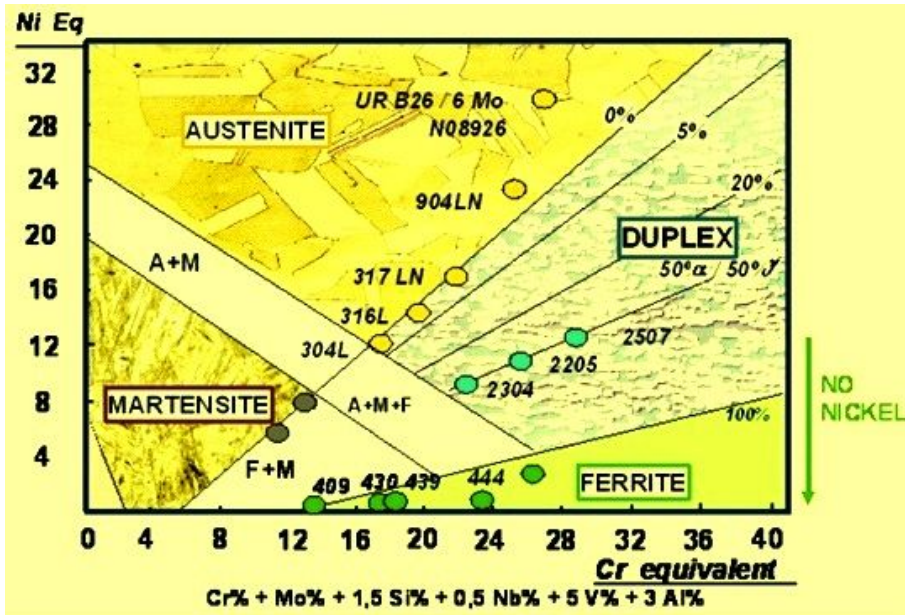 Ni Eq
32
28
24
20
16
12
8
4
UR B26 / 6 Mo
N08926
AUSTENITE
0%
5%
20%
904LN
DUPLEX
A+M
317 LN
50°α 50°γ
316L
2507
304L
2205
2304
NO
NICKEL
MARTENSITE
A+M+F
100%
F+M
409 430 439 444
FERRITE
0 4 8 12 16 20 24 28 32 36 40
Cr equivalent
Cr% + Mo% + 1,5 Si% + 0,5 Nb% + 5 V% + 3 Al%